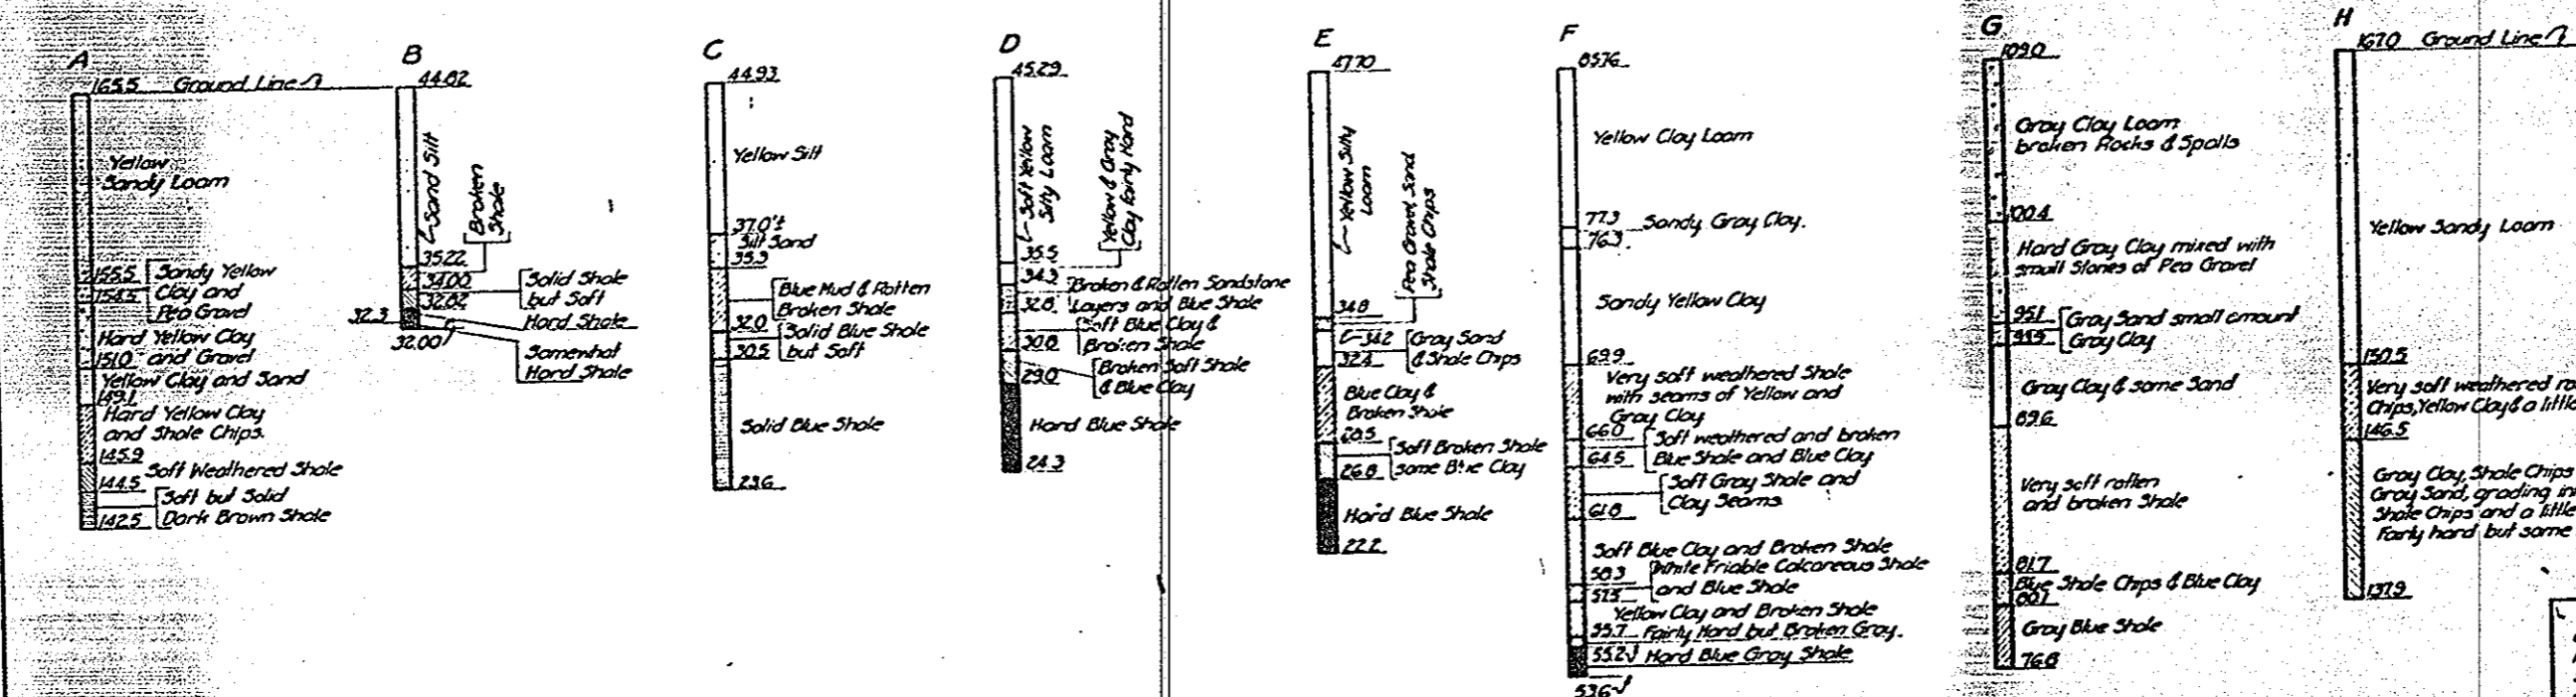 A
165.5 Ground Line
Yellow
Sandy Loam
155.5
Sandy Yellow
154.5
Clay and
Pea Gravel
Hard Yellow Clay
151.0 and Gravel
Yellow Clay and Sand
149.1
Hard Yellow Clay
and Shale Chips.
145.9
Soft Weathered Shale
144.5
Soft but Solid
142.5 Dark Brown Shale
B
44.82
Sand Silt
Broken
Shale
35.22
34.00
Solid Shale
but Soft
32.82
32.3
Hard Shale
32.00
Somewhat
Hard Shale
C
44.93
Yellow Silt
37.0'±
Silt Sand
35.3
Blue Mud & Rotten
Broken Shale
32.0
Solid Blue Shale
but Soft
30.5
Solid Blue Shale
23.6
D
45.29
Soft Yellow
Silty Loam
Yellow & Gray
Clay fairly Hard
35.5
34.3
Broken & Rotten Sandstone
32.8 Layers and Blue Shale
Soft Blue Clay &
30.8 Broken Shale
Broken Soft Shale
29.0
& Blue Clay
Hard Blue Shale
24.3
E
47.70
Yellow Silty
Loam
Pea Gravel, Sand
Shale Chips
34.8
34.2 Gray Sand
32.4 & Shale Chips
Blue Clay &
Broken Shale
28.5
Soft Broken Shale
26.8 some Blue Clay
Hard Blue Shale
22.2
F
85.76
Yellow Clay Loam
77.3 Sandy Gray Clay.
76.3
Sandy Yellow Clay
69.9
Very soft weathered Shale
with seams of Yellow and
Gray Clay
66.0 Soft weathered and broken
64.5 Blue Shale and Blue Clay
Soft Gray Shale and
Clay Seams
61.8
Soft Blue Clay and Broken Shale
58.3 White Friable Calcareous Shale
and Blue Shale
57.5
Yellow Clay and Broken Shale
55.7 Fairly Hard but Broken Gray.
55.2 Hard Blue Gray Shale
53.6
G
109.0
Gray Clay Loam
broken Rocks & Spalls
100.4
Hard Gray Clay mixed with
small Stones of Pea Gravel
95.1 Gray Sand small amount
Gray Clay
Gray Clay & some Sand
89.6
Very soft rotten
and broken Shale
81.7
Blue Shale Chips & Blue Clay
80.1
Gray Blue Shale
76.8
H
167.0 Ground Line
Yellow Sandy Loam
150.5
Very soft weathered
Chips, Yellow Clay & a little
146.5
Gray Clay, Shale Chips
Gray Sand, grading
Shale Chips and a little
Fairly hard but some
137.9